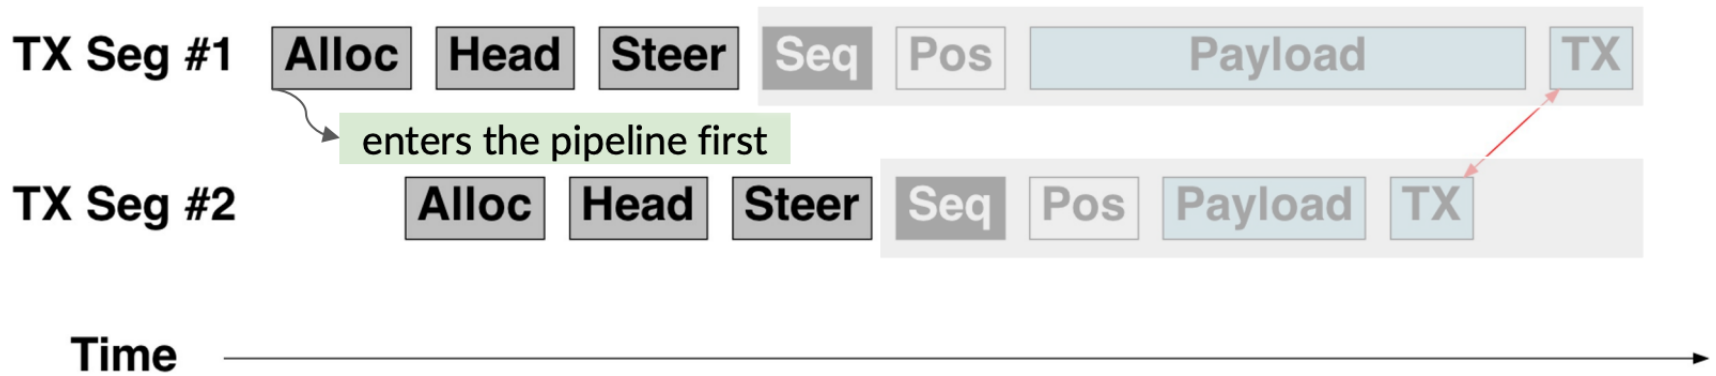 TX Seg #1 Alloc Head Steer Seq Pos Payload TX
enters the pipeline first
TX Seg #2 Alloc Head Steer Seq Pos Payload TX
Time